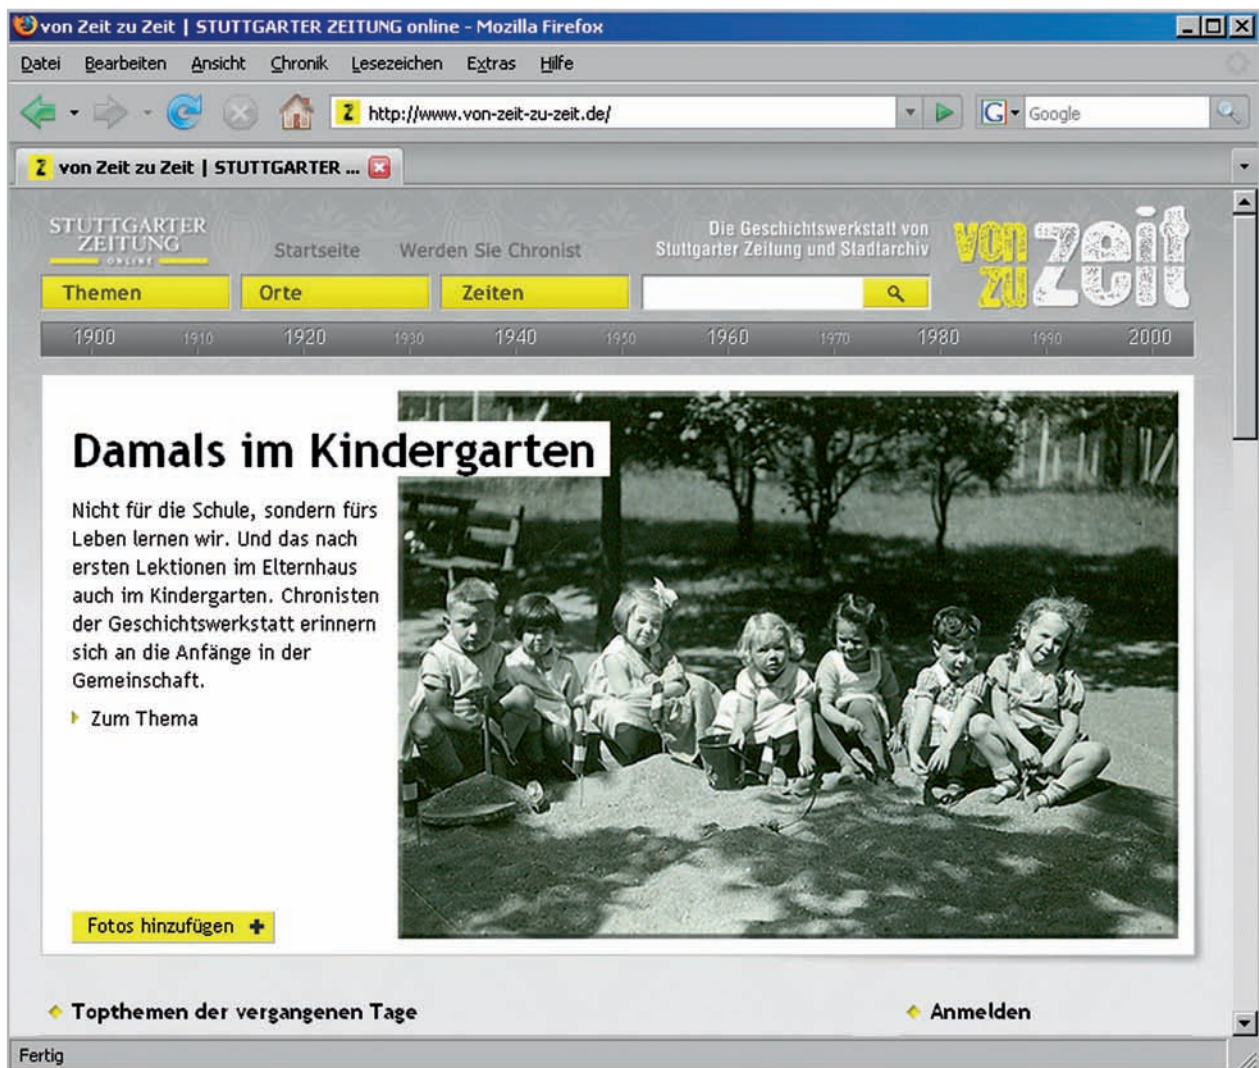 von Zeit zu Zeit | STUTTGARTER ZEITUNG online - Mozilla Firefox
Datei Bearbeiten Ansicht Chronik Lesezeichen Extras Hilfe
Z http://www.von-zeit-zu-zeit.de/ G Google
Z von Zeit zu Zeit | STUTTGARTER ...
STUTTGARTER
ZEITUNG
ONLINE
Startseite Werden Sie Chronist
Die Geschichtswerkstatt von
Stuttgarter Zeitung und Stadtarchiv
von zeit
zu zeit
Themen Orte Zeiten
1900 1910 1920 1930 1940 1950 1960 1970 1980 1990 2000
Damals im Kindergarten
Nicht für die Schule, sondern fürs
Leben lernen wir. Und das nach
ersten Lektionen im Elternhaus
auch im Kindergarten. Chronisten
der Geschichtswerkstatt erinnern
sich an die Anfänge in der
Gemeinschaft.
Zum Thema
Fotos hinzufügen +
Topthemen der vergangenen Tage
Anmelden
Fertig